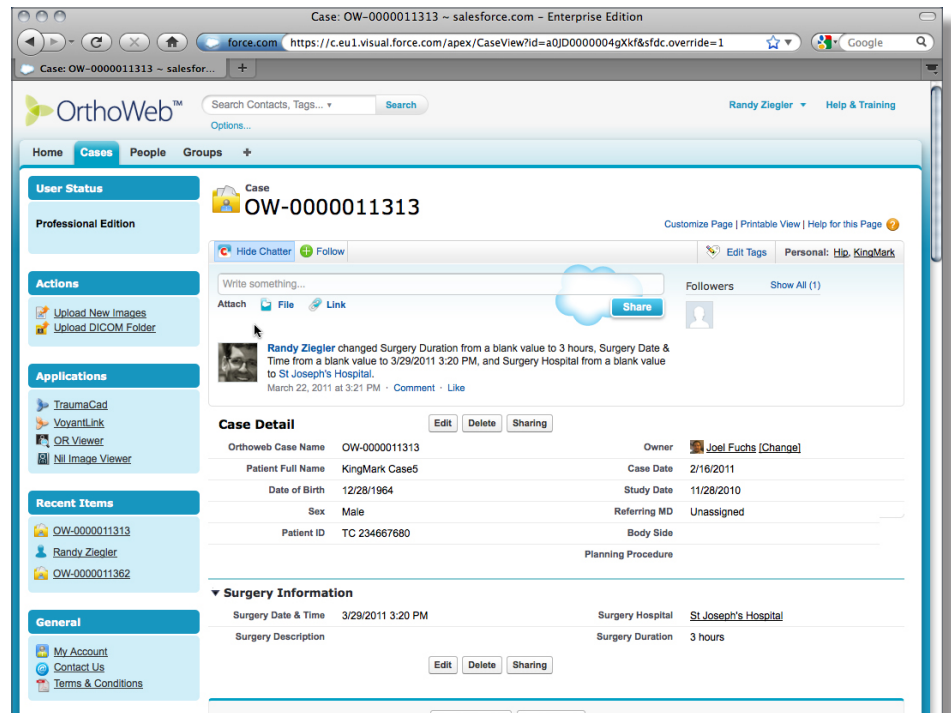 Case: OW-0000011313 ~ salesforce.com – Enterprise Edition
force.com https://c.eu1.visual.force.com/apex/CaseView?id=a0JD0000004gXkf&sfdc.override=1 Google
Case: OW-0000011313 ~ salesfor... +
OrthoWeb™ Search Contacts, Tags... Search Randy Ziegler Help & Training
Options...
Home Cases People Groups +
User Status
Professional Edition
Actions
Upload New Images
Upload DICOM Folder
Applications
TraumaCad
VoyantLink
OR Viewer
Nil Image Viewer
Recent Items
OW-0000011313
Randy Ziegler
OW-0000011362
General
My Account
Contact Us
Terms & Conditions
Case
OW-0000011313
Customize Page | Printable View | Help for this Page ?
Hide Chatter Follow Edit Tags Personal: Hip, KingMark
Write something...
Attach File Link Share
Followers Show All (1)
Randy Ziegler changed Surgery Duration from a blank value to 3 hours, Surgery Date &
Time from a blank value to 3/29/2011 3:20 PM, and Surgery Hospital from a blank value
to St Joseph's Hospital.
March 22, 2011 at 3:21 PM · Comment · Like
Case Detail Edit Delete Sharing
Orthoweb Case Name OW-0000011313 Owner Joel Fuchs [Change]
Patient Full Name KingMark Case5 Case Date 2/16/2011
Date of Birth 12/28/1964 Study Date 11/28/2010
Sex Male Referring MD Unassigned
Patient ID TC 234667680 Body Side
Planning Procedure
Surgery Information
Surgery Date & Time 3/29/2011 3:20 PM Surgery Hospital St Joseph's Hospital
Surgery Description Surgery Duration 3 hours
Edit Delete Sharing